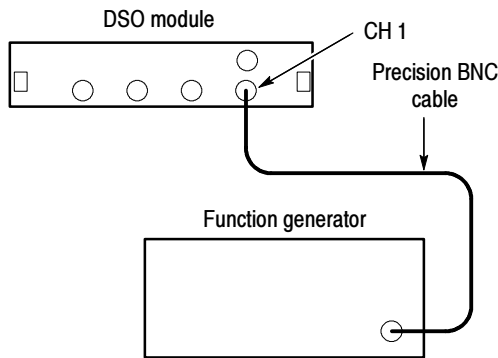 DSO module
CH 1
Precision BNC
cable
Function generator